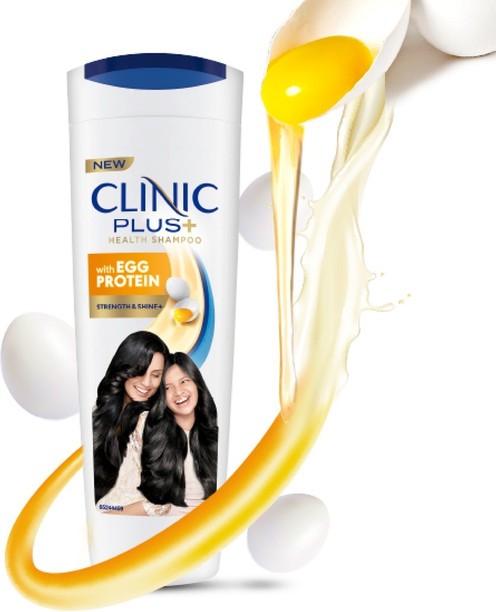 NEW
CLINIC
PLUS+
HEALTH SHAMPOO
with EGG
PROTEIN
STRENGTH & SHINE+